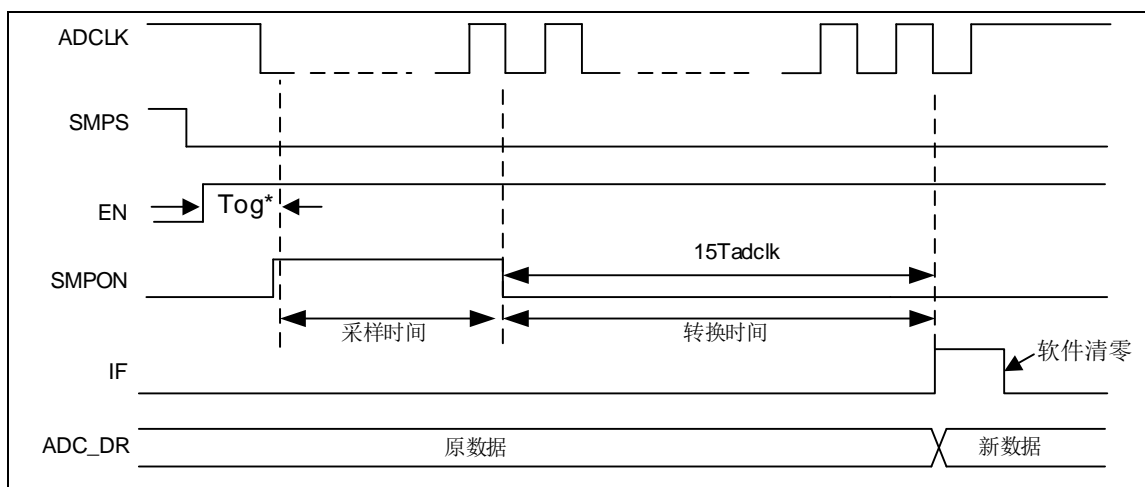 ADCLK
SMPS
EN
Tog*
SMPON
15Tadclk
采样时间
转换时间
IF
软件清零
ADC_DR
原数据
新数据